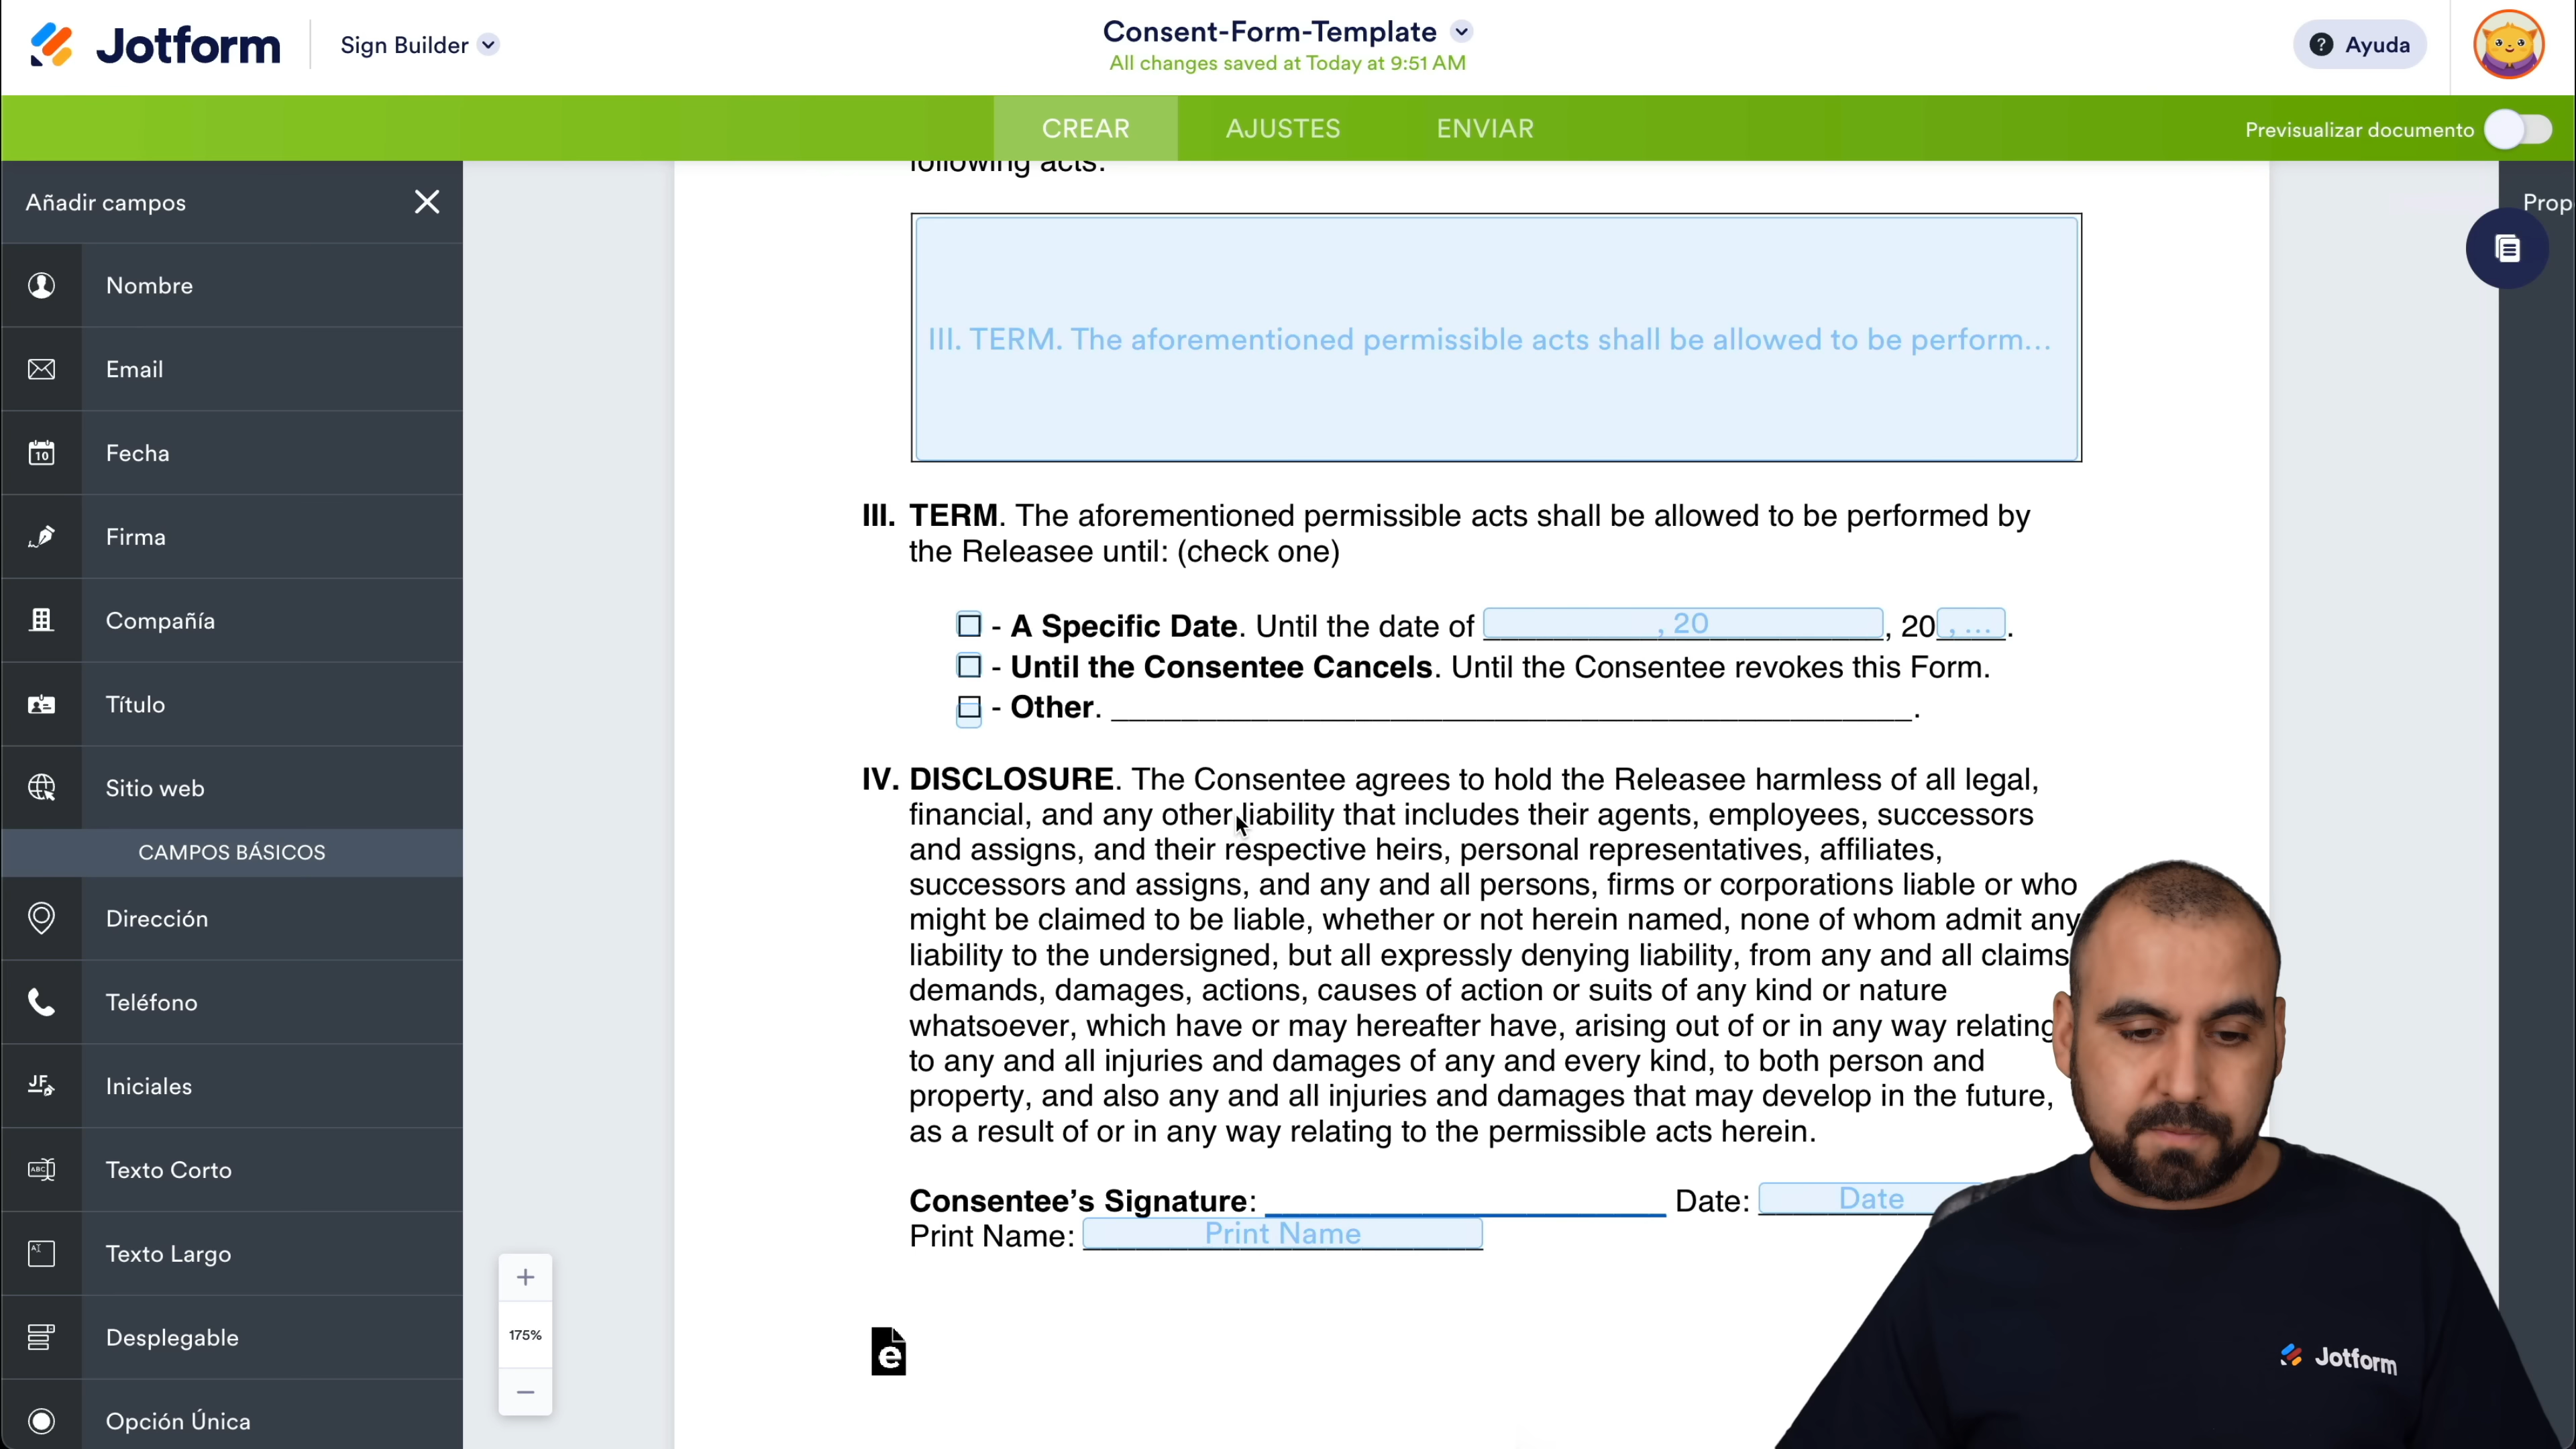 Jotform
Sign Builder
Consent-Form-Template
All changes saved at Today at 9:51 AM
Ayuda
CREAR
AJUSTES
ENVIAR
Previsualizar documento
Añadir campos
Nombre
Email
Fecha
Firma
Compañía
Título
Sitio web
CAMPOS BÁSICOS
Dirección
Teléfono
Iniciales
Texto Corto
Texto Largo
Desplegable
Opción Única
Prop
following acts:
III. TERM. The aforementioned permissible acts shall be allowed to be perform...
III. TERM. The aforementioned permissible acts shall be allowed to be performed by
the Releasee until: (check one)
- A Specific Date. Until the date of , 20 , 20 , ... .
- Until the Consentee Cancels. Until the Consentee revokes this Form.
- Other. ______________________________________________.
IV. DISCLOSURE. The Consentee agrees to hold the Releasee harmless of all legal,
financial, and any other liability that includes their agents, employees, successors
and assigns, and their respective heirs, personal representatives, affiliates,
successors and assigns, and any and all persons, firms or corporations liable or who
might be claimed to be liable, whether or not herein named, none of whom admit any
liability to the undersigned, but all expressly denying liability, from any and all claims
demands, damages, actions, causes of action or suits of any kind or nature
whatsoever, which have or may hereafter have, arising out of or in any way relating
to any and all injuries and damages of any and every kind, to both person and
property, and also any and all injuries and damages that may develop in the future,
as a result of or in any way relating to the permissible acts herein.
Consentee's Signature: _______________________ Date: Date
Print Name: Print Name
175%
e
Jotform